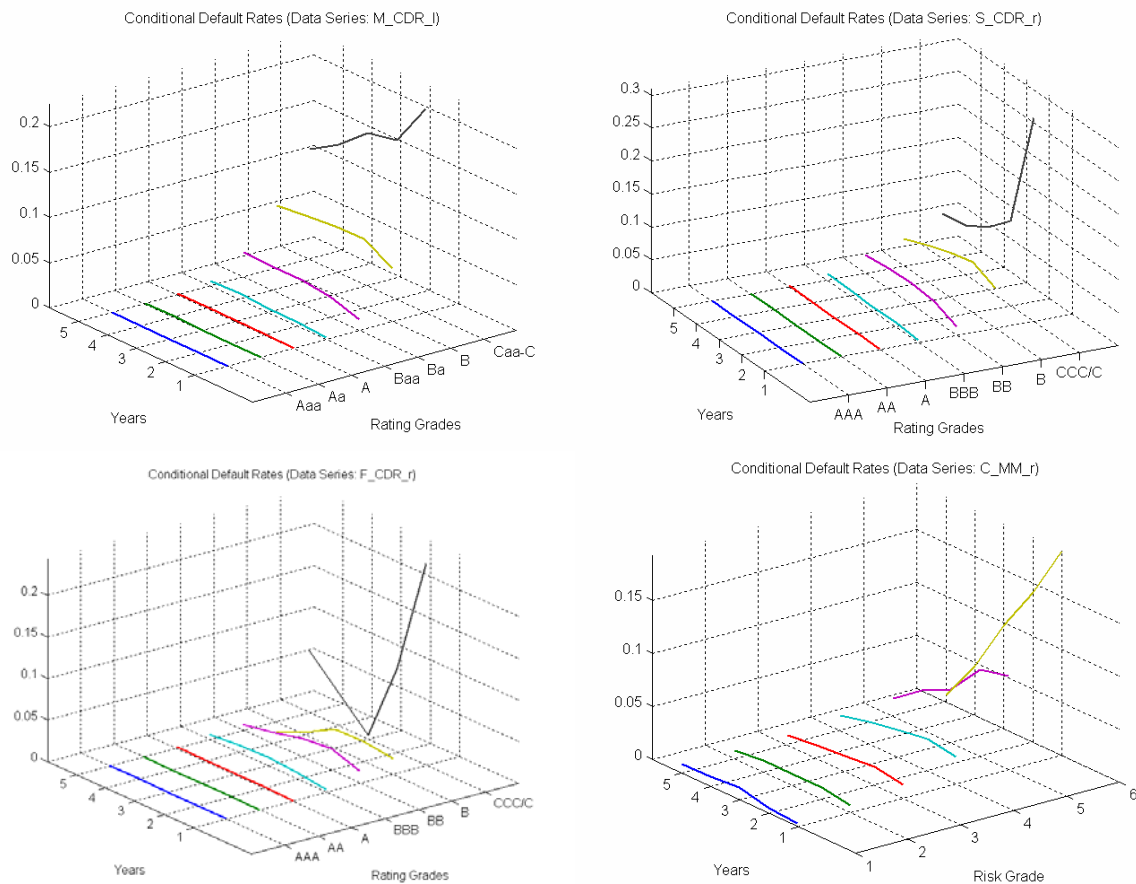 Conditional Default Rates (Data Series: M_CDR_l)
0.2
0.15
0.1
0.05
0
5
4
3
2
1
Years
Aaa
Aa
A
Baa
Ba
B
Caa-C
Rating Grades
Conditional Default Rates (Data Series: S_CDR_r)
0.3
0.25
0.2
0.15
0.1
0.05
0
5
4
3
2
1
Years
AAA
AA
A
BBB
BB
B
CCC/C
Rating Grades
Conditional Default Rates (Data Series: F_CDR_r)
0.2
0.15
0.1
0.05
0
5
4
3
2
1
Years
AAA
AA
A
BBB
BB
B
CCC/C
Rating Grades
Conditional Default Rates (Data Series: C_MM_r)
0.15
0.1
0.05
0
5
4
3
2
1
Years
1
2
3
4
5
6
Risk Grade